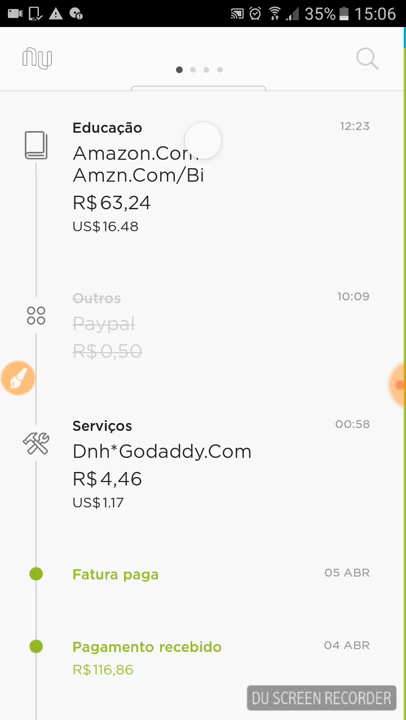 35% 15:06
nu
Educação 12:23
Amazon.Com
Amzn.Com/Bi
R$63,24
US$16.48
Outros 10:09
Paypal
R$0,50
Serviços 00:58
Dnh*Godaddy.Com
R$4,46
US$1.17
Fatura paga 05 ABR
Pagamento recebido 04 ABR
R$116,86
DU SCREEN RECORDER